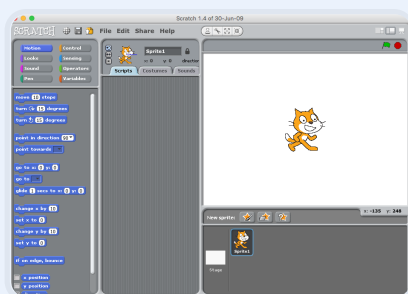 Scratch 1.4 of 30-Jun-09
SCRATCH File Edit Share Help
Motion Control
Looks Sensing
Sound Operators
Pen Variables
Sprite1
x: 0 y: 0 direction
Scripts Costumes Sounds
move 10 steps
turn 15 degrees
turn 15 degrees
point in direction 90
point towards
go to x: 0 y: 0
go to
glide 1 secs to x: 0 y: 0
change x by 10
set x to 0
change y by 10
set y to 0
if on edge, bounce
x position
y position
x: -135 y: 248
New sprite:
Sprite1
Stage